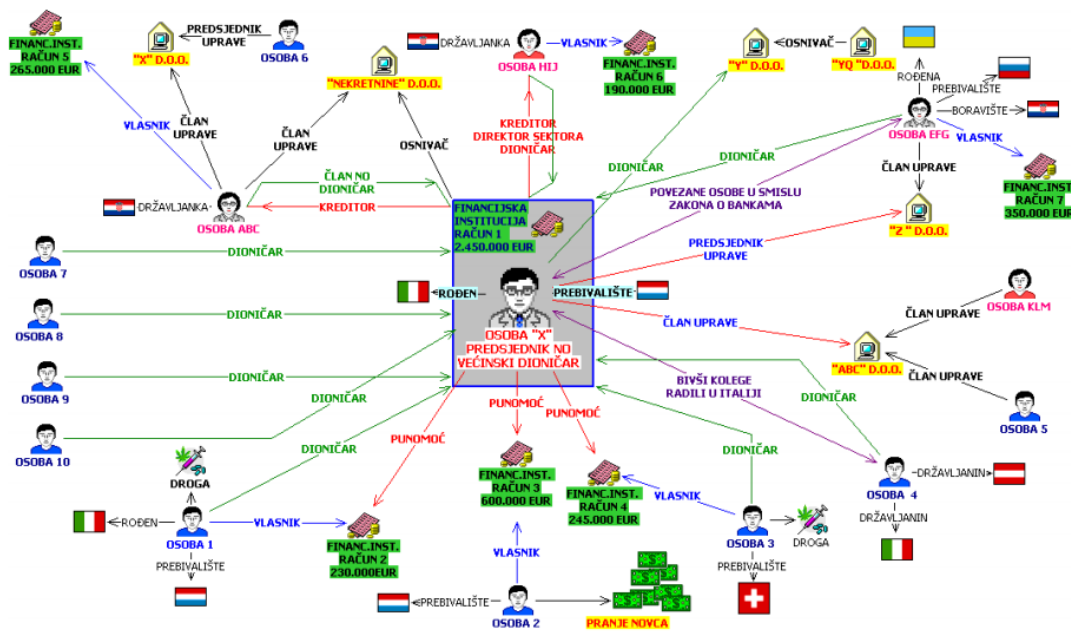 FINANC.INST.
RAČUN 5
265.000 EUR
"X" D.O.O.
PREDSJEDNIK
UPRAVE
OSOBA 6
"NEKRETNINE" D.O.O.
DRŽAVLJANKA
OSOBA HIJ
VLASNIK
FINANC.INST.
RAČUN 6
190.000 EUR
"Y" D.O.O.
OSNIVAČ
"YQ "D.O.O.
ROĐENA
PREBIVALIŠTE
BORAVIŠTE
OSOBA EFG
VLASNIK
FINANC.INST.
RAČUN 7
350.000 EUR
VLASNIK
ČLAN
UPRAVE
ČLAN
UPRAVE
OSNIVAČ
KREDITOR
DIREKTOR SEKTORA
DIONIČAR
DIONIČAR
DIONIČAR
ČLAN UPRAVE
ČLAN NO
DIONIČAR
KREDITOR
DRŽAVLJANKA
OSOBA ABC
POVEZANE OSOBE U SMISLU
ZAKONA O BANKAMA
"Z " D.O.O.
FINANCIJSKA
INSTITUCIJA
RAČUN 1
2.450.000 EUR
PREDSJEDNIK
UPRAVE
OSOBA 7
DIONIČAR
ROĐEN
PREBIVALIŠTE
OSOBA "X"
PREDSJEDNIK NO
VEĆINSKI DIONIČAR
OSOBA KLM
ČLAN UPRAVE
ČLAN UPRAVE
"ABC" D.O.O.
ČLAN UPRAVE
OSOBA 5
OSOBA 8
DIONIČAR
OSOBA 9
DIONIČAR
OSOBA 10
DIONIČAR
BIVŠI KOLEGE
RADILI U ITALIJI
DIONIČAR
PUNOMOĆ
PUNOMOĆ
PUNOMOĆ
DIONIČAR
DIONIČAR
DROGA
ROĐEN
OSOBA 1
PREBIVALIŠTE
VLASNIK
FINANC.INST.
RAČUN 2
230.000EUR
FINANC.INST.
RAČUN 3
600.000 EUR
FINANC.INST.
RAČUN 4
245.000 EUR
VLASNIK
VLASNIK
OSOBA 3
DROGA
PREBIVALIŠTE
OSOBA 4
DRŽAVLJANIN
DRŽAVLJANIN
PREBIVALIŠTE
OSOBA 2
PRANJE NOVCA